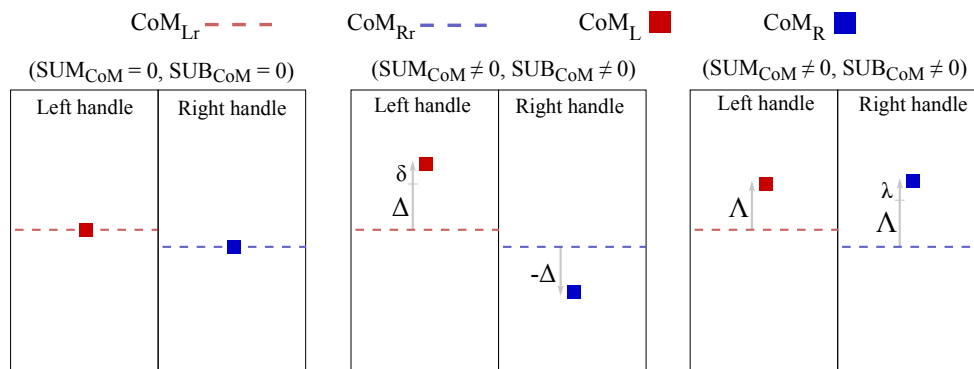 CoM_Lr CoM_Rr CoM_L CoM_R
(SUM_CoM = 0, SUB_CoM = 0) (SUM_CoM ≠ 0, SUB_CoM ≠ 0) (SUM_CoM ≠ 0, SUB_CoM ≠ 0)
Left handle Right handle Left handle Right handle Left handle Right handle
δ λ
Δ Λ Λ
-Δ